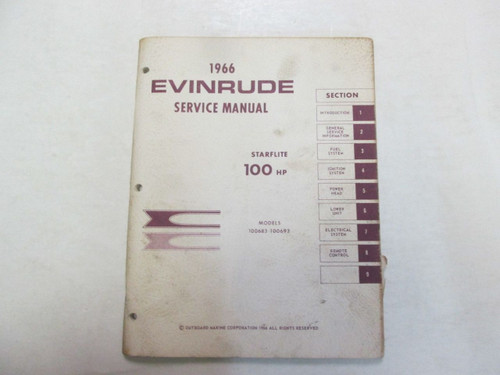 1966
EVINRUDE
SERVICE MANUAL
STARFLITE
100 HP
MODELS
100683 100693
SECTION
INTRODUCTION 1
GENERAL
SERVICE
INFORMATION 2
FUEL
SYSTEM 3
IGNITION
SYSTEM 4
POWER
HEAD 5
LOWER
UNIT 6
ELECTRICAL
SYSTEM 7
REMOTE
CONTROL 8
9
© OUTBOARD MARINE CORPORATION 1966 ALL RIGHTS RESERVED